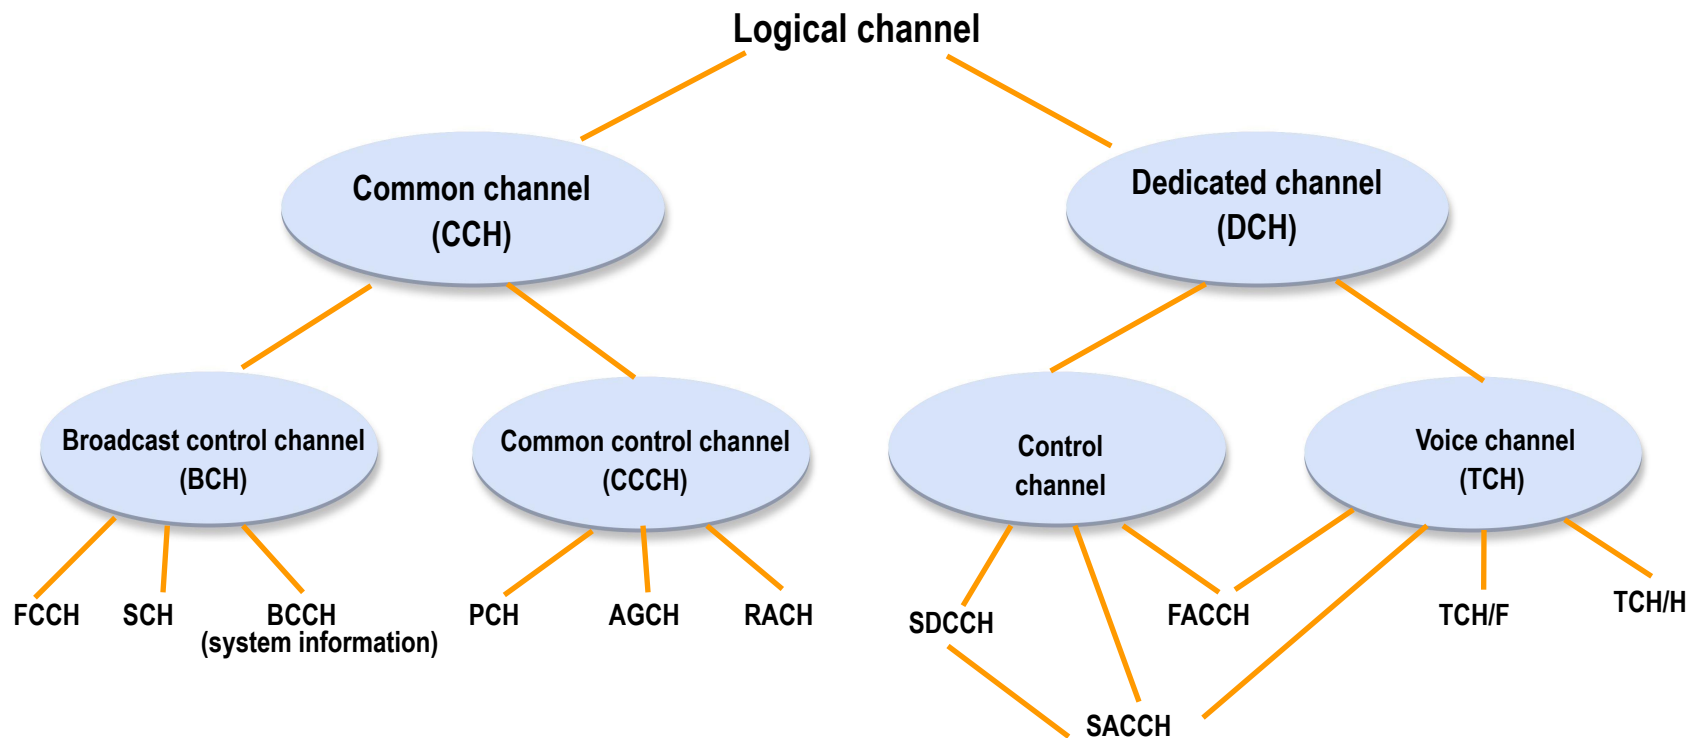 Logical channel
Common channel
(CCH)
Dedicated channel
(DCH)
Broadcast control channel
(BCH)
Common control channel
(CCCH)
Control
channel
Voice channel
(TCH)
FCCH
SCH
BCCH
(system information)
PCH
AGCH
RACH
SDCCH
FACCH
TCH/F
TCH/H
SACCH